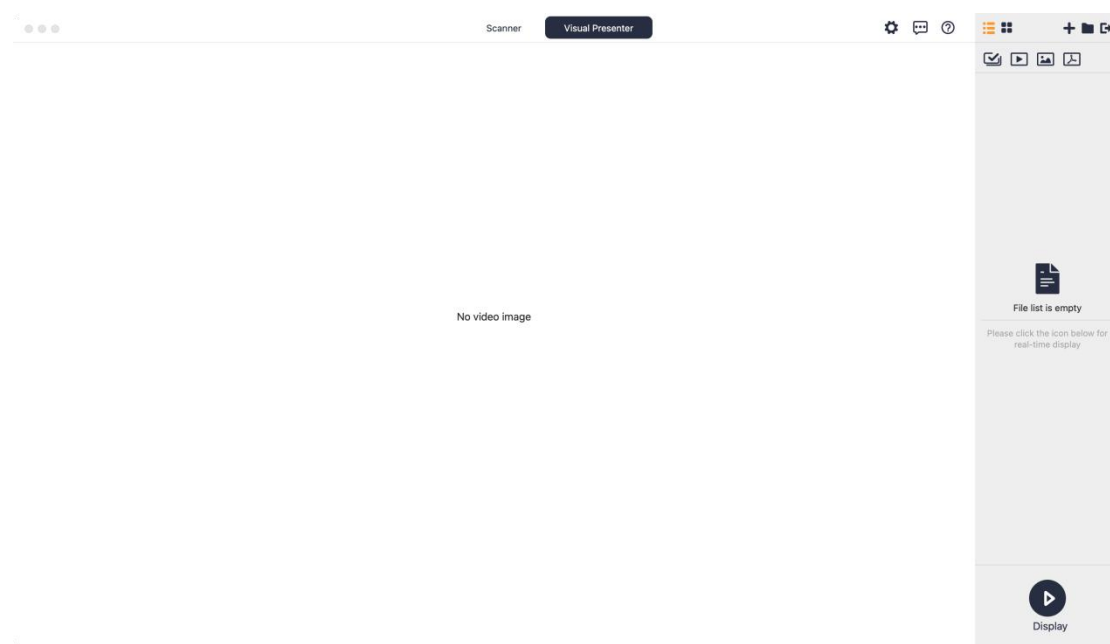 Scanner
Visual Presenter
No video image
File list is empty
Please click the icon below for
real-time display
Display